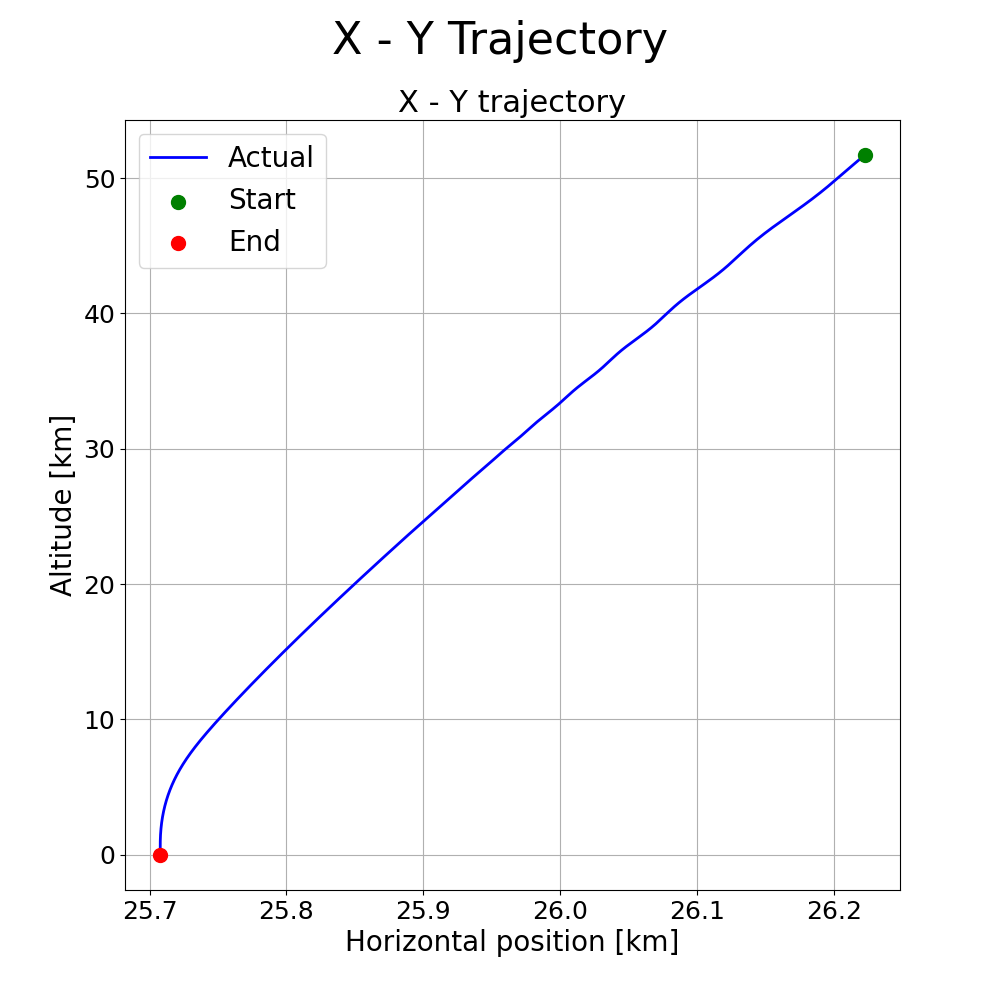 X - Y Trajectory
X - Y trajectory
Actual
Start
End
50
40
30
20
10
0
Altitude [km]
25.7 25.8 25.9 26.0 26.1 26.2
Horizontal position [km]